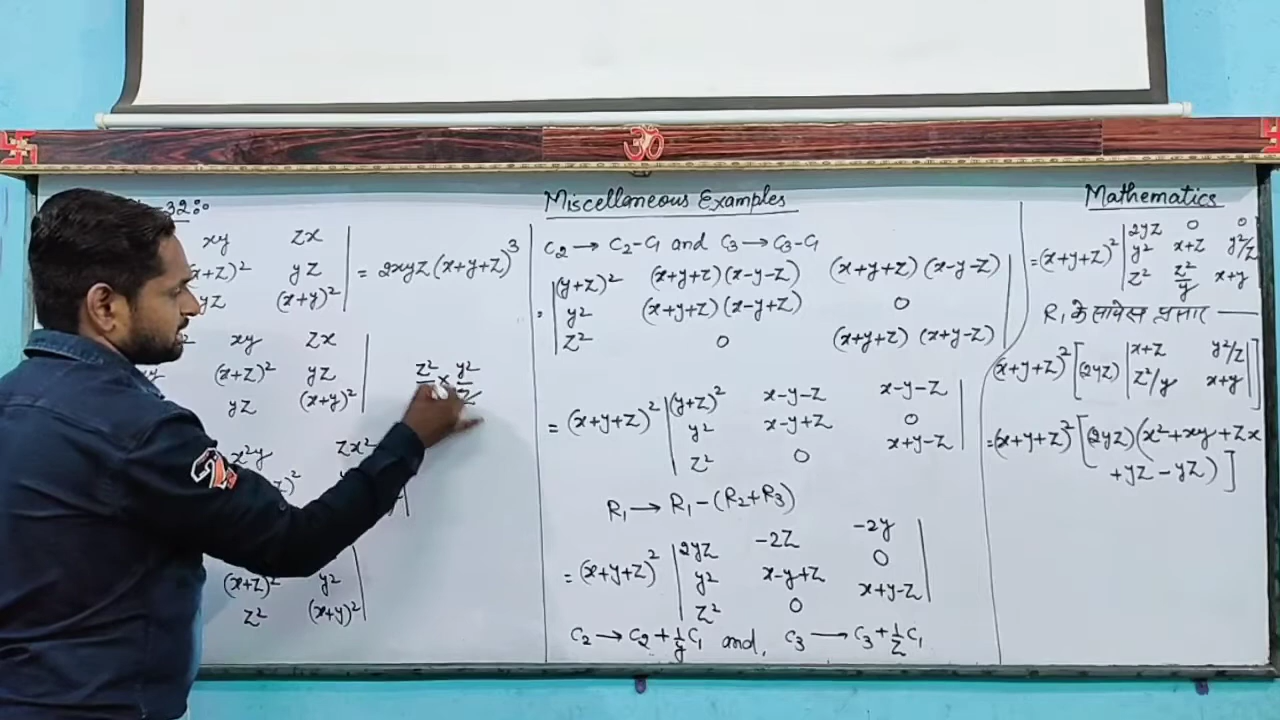 32:
xy zx
(x+z)² yz = 2xyz(x+y+z)³
yz (x+y)²
xy zx
(x+z)² yz
yz (x+y)²
z² × y²
x²y zx²
(x+z)² y²
z² (x+y)²
Miscellaneous Examples
C₂→C₂-C₁ and C₃→C₃-C₁
(y+z)² (x+y+z)(x-y-z) (x+y+z)(x-y-z)
= y² (x+y+z)(x-y+z) 0
z² 0 (x+y+z)(x+y-z)
(y+z)² x-y-z x-y-z
= (x+y+z)² y² x-y+z 0
z² 0 x+y-z
R₁→R₁-(R₂+R₃)
2yz -2z -2y
= (x+y+z)² y² x-y+z 0
z² 0 x+y-z
C₂→C₂+1/y C₁ and, C₃→C₃+1/z C₁
Mathematics
2yz 0 0
=(x+y+z)² y² x+z y²/z
z² z²/y x+y
R₁ के सापेक्ष प्रसार —
(x+y+z)² [(2yz) | x+z y²/z |
| z²/y x+y |]
=(x+y+z)² [(2yz)(x²+xy+zx
+yz-yz)]